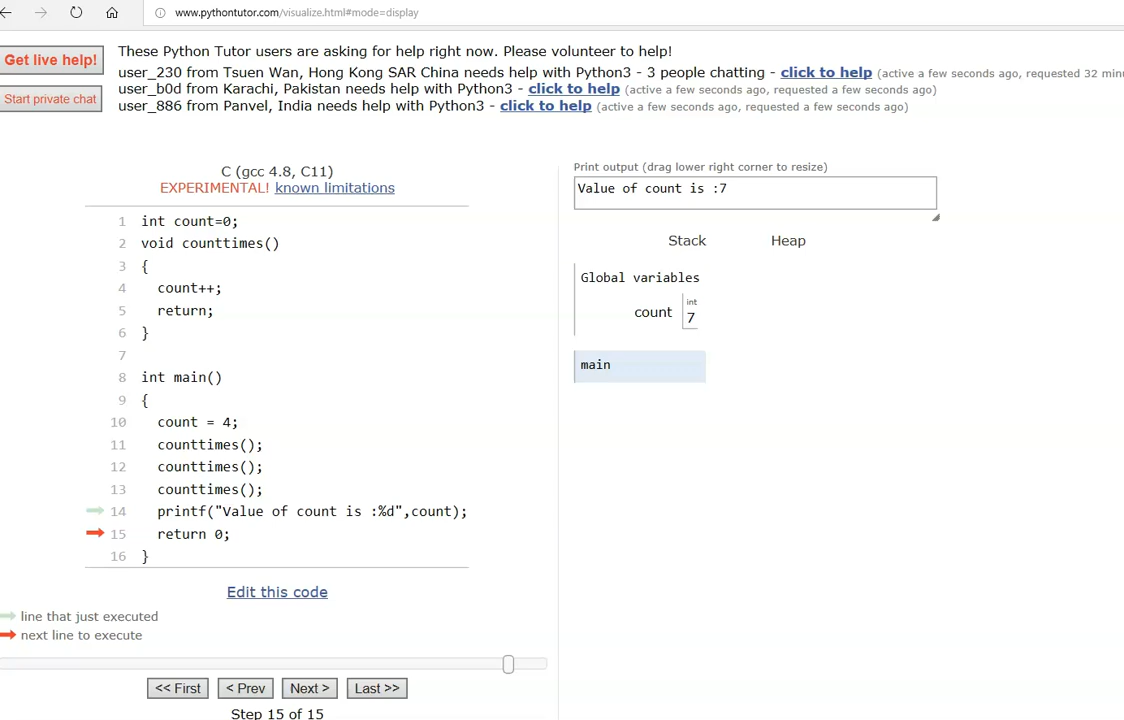 www.pythontutor.com/visualize.html#mode=display
Get live help!
Start private chat
These Python Tutor users are asking for help right now. Please volunteer to help!
user_230 from Tsuen Wan, Hong Kong SAR China needs help with Python3 - 3 people chatting - click to help (active a few seconds ago, requested 32
user_b0d from Karachi, Pakistan needs help with Python3 - click to help (active a few seconds ago, requested a few seconds ago)
user_886 from Panvel, India needs help with Python3 - click to help (active a few seconds ago, requested a few seconds ago)
C (gcc 4.8, C11)
EXPERIMENTAL! known limitations
1 int count=0;
2 void counttimes()
3 {
4 count++;
5 return;
6 }
7
8 int main()
9 {
10 count = 4;
11 counttimes();
12 counttimes();
13 counttimes();
14 printf("Value of count is :%d",count);
15 return 0;
16 }
Edit this code
line that just executed
next line to execute
<< First < Prev Next > Last >>
Step 15 of 15
Print output (drag lower right corner to resize)
Value of count is :7
Stack Heap
Global variables
int
count 7
main